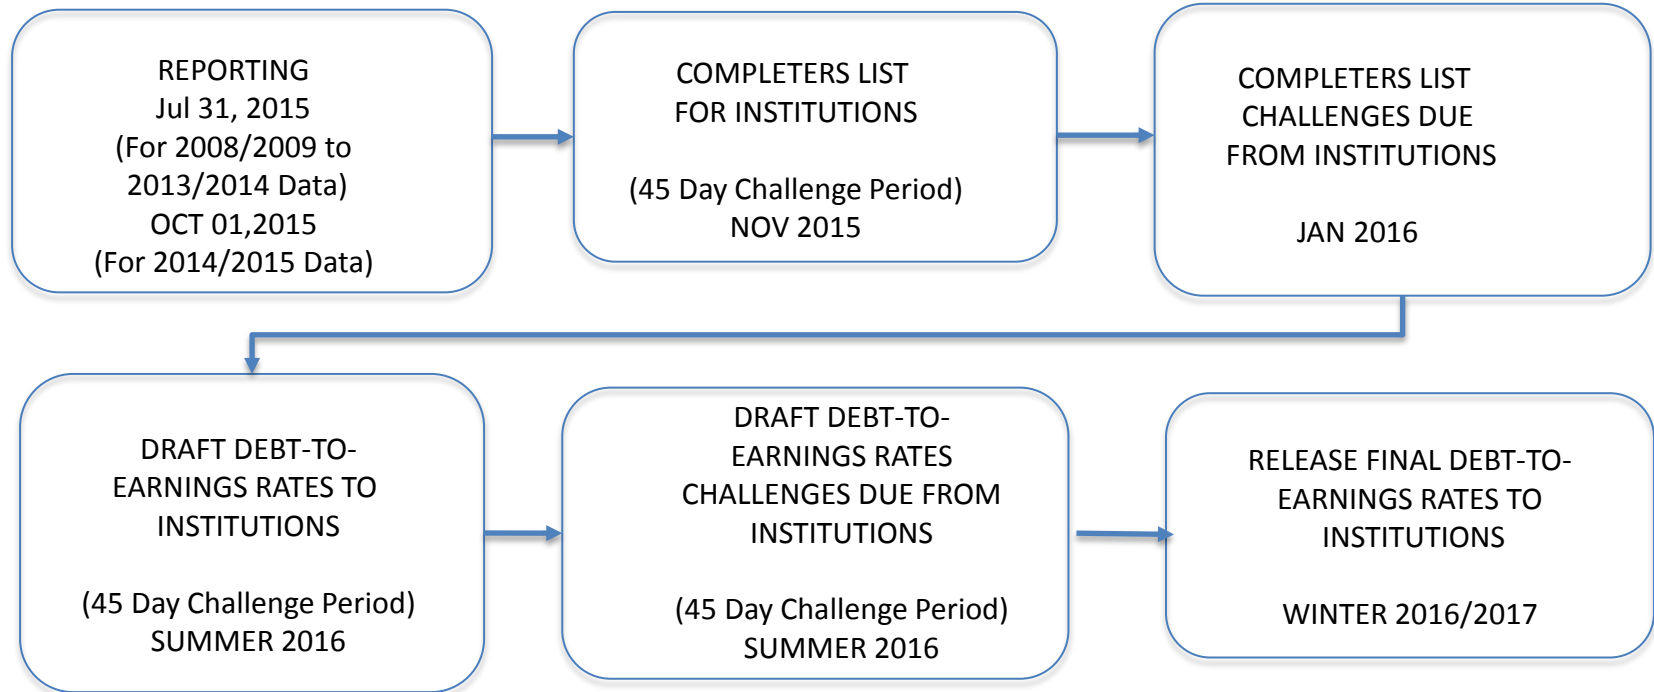 REPORTING
Jul 31, 2015
(For 2008/2009 to
2013/2014 Data)
OCT 01,2015
(For 2014/2015 Data)
COMPLETERS LIST
FOR INSTITUTIONS
(45 Day Challenge Period)
NOV 2015
COMPLETERS LIST
CHALLENGES DUE
FROM INSTITUTIONS
JAN 2016
DRAFT DEBT-TO-
EARNINGS RATES TO
INSTITUTIONS
(45 Day Challenge Period)
SUMMER 2016
DRAFT DEBT-TO-
EARNINGS RATES
CHALLENGES DUE FROM
INSTITUTIONS
(45 Day Challenge Period)
SUMMER 2016
RELEASE FINAL DEBT-TO-
EARNINGS RATES TO
INSTITUTIONS
WINTER 2016/2017